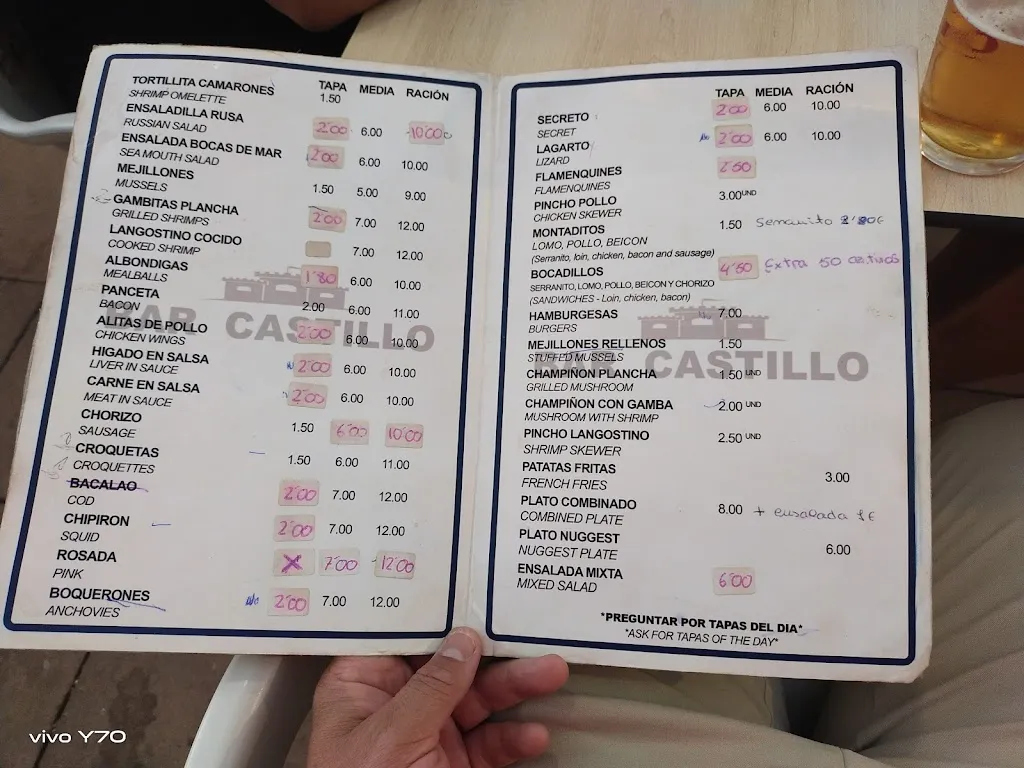 TAPA MEDIA RACIÓN
TORTILLITA CAMARONES 1.50
SHRIMP OMELETTE
ENSALADILLA RUSA 2'00 6.00 10'00
RUSSIAN SALAD
ENSALADA BOCAS DE MAR 2'00 6.00 10.00
SEA MOUTH SALAD
MEJILLONES 1.50 5.00 9.00
MUSSELS
GAMBITAS PLANCHA 2'00 7.00 12.00
GRILLED SHRIMPS
LANGOSTINO COCIDO 7.00 12.00
COOKED SHRIMP
ALBONDIGAS 1'80 6.00 10.00
MEALBALLS
PANCETA 2.00 6.00 11.00
BACON
ALITAS DE POLLO 2'00 6.00 10.00
CHICKEN WINGS
HIGADO EN SALSA 2'00 6.00 10.00
LIVER IN SAUCE
CARNE EN SALSA 2'00 6.00 10.00
MEAT IN SAUCE
CHORIZO 1.50 6'00 10'00
SAUSAGE
CROQUETAS 1.50 6.00 11.00
CROQUETTES
BACALAO 2'00 7.00 12.00
COD
CHIPIRON 2'00 7.00 12.00
SQUID
ROSADA X 7'00 12'00
PINK
BOQUERONES 2'00 7.00 12.00
ANCHOVIES
BAR CASTILLO
TAPA MEDIA RACIÓN
SECRETO 2'00 6.00 10.00
SECRET
LAGARTO 2'00 6.00 10.00
LIZARD
FLAMENQUINES 2'50
FLAMENQUINES
PINCHO POLLO 3.00 UND
CHICKEN SKEWER
MONTADITOS 1.50
LOMO, POLLO, BEICON
(Serranito, loin, chicken, bacon and sausage)
BOCADILLOS 4'50 Extra 50
SERRANITO, LOMO, POLLO, BEICON Y CHORIZO
(SANDWICHES - Loin, chicken, bacon)
HAMBURGUESAS 7.00
BURGERS
MEJILLONES RELLENOS 1.50
STUFFED MUSSELS
CHAMPIÑON PLANCHA 1.50 UND
GRILLED MUSHROOM
CHAMPIÑON CON GAMBA 2.00 UND
MUSHROOM WITH SHRIMP
PINCHO LANGOSTINO 2.50 UND
SHRIMP SKEWER
PATATAS FRITAS 3.00
FRENCH FRIES
PLATO COMBINADO 8.00 + ensalada 1€
COMBINED PLATE
PLATO NUGGEST 6.00
NUGGEST PLATE
ENSALADA MIXTA 6'00
MIXED SALAD
*PREGUNTAR POR TAPAS DEL DIA*
*ASK FOR TAPAS OF THE DAY*
BAR CASTILLO
vivo Y70